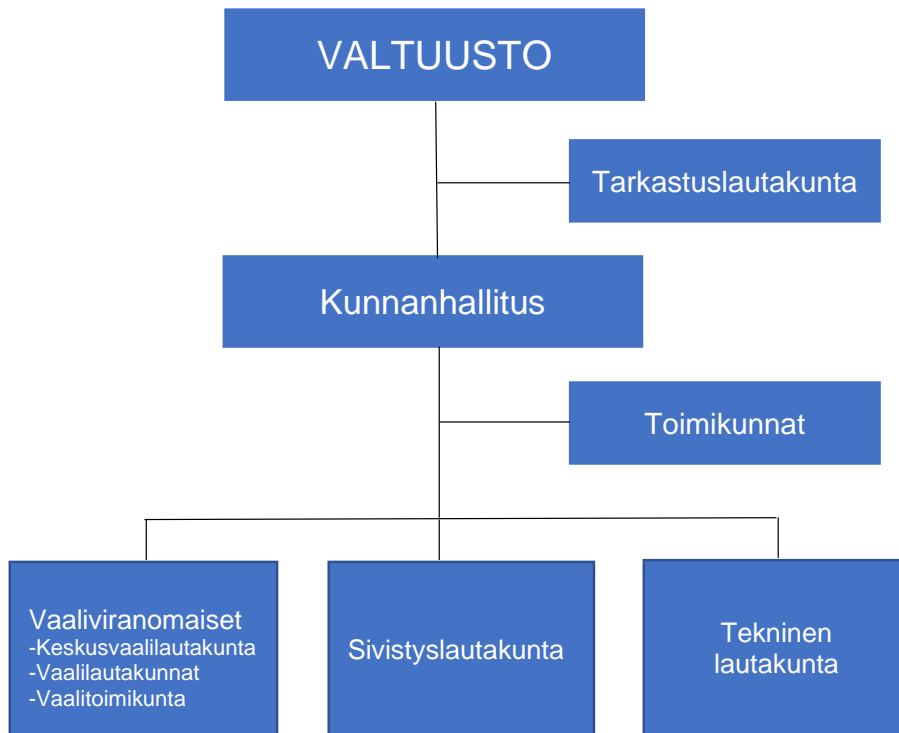 VALTUUSTO
Tarkastuslautakunta
Kunnanhallitus
Toimikunnat
Vaaliviranomaiset
-Keskusvaalilautakunta
-Vaalilautakunnat
-Vaalitoimikunta
Sivistyslautakunta
Tekninen
lautakunta